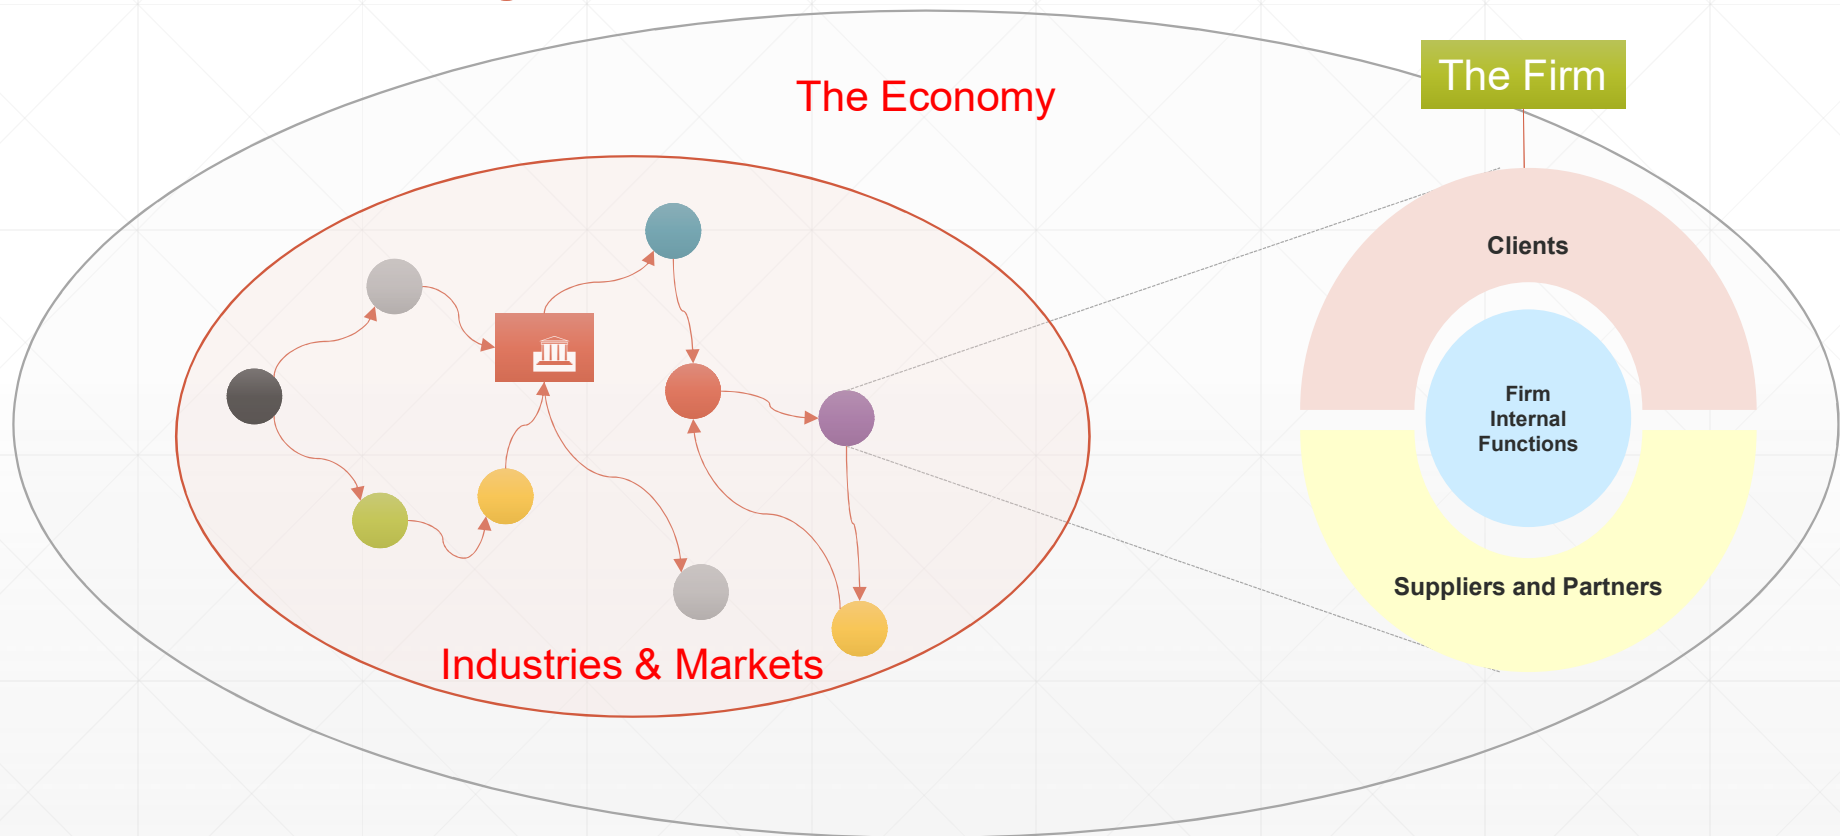 The Economy
The Firm
Clients
Firm
Internal
Functions
Suppliers and Partners
Industries & Markets